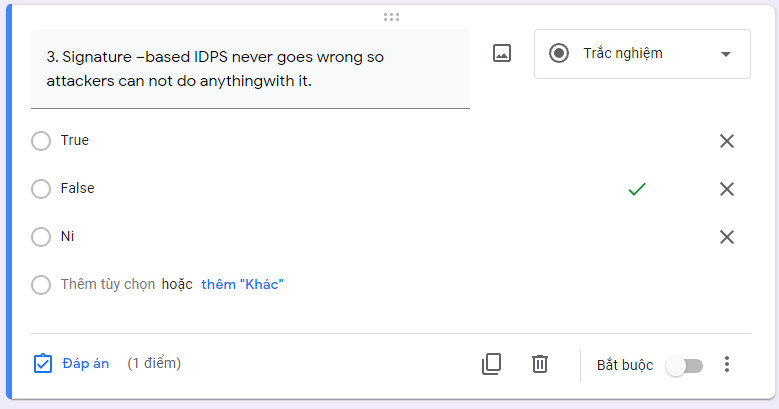 3. Signature –based IDPS never goes wrong so
attackers can not do anythingwith it.
Trắc nghiệm
True
False
Ni
Thêm tùy chọn hoặc thêm "Khác"
Đáp án (1 điểm)
Bắt buộc